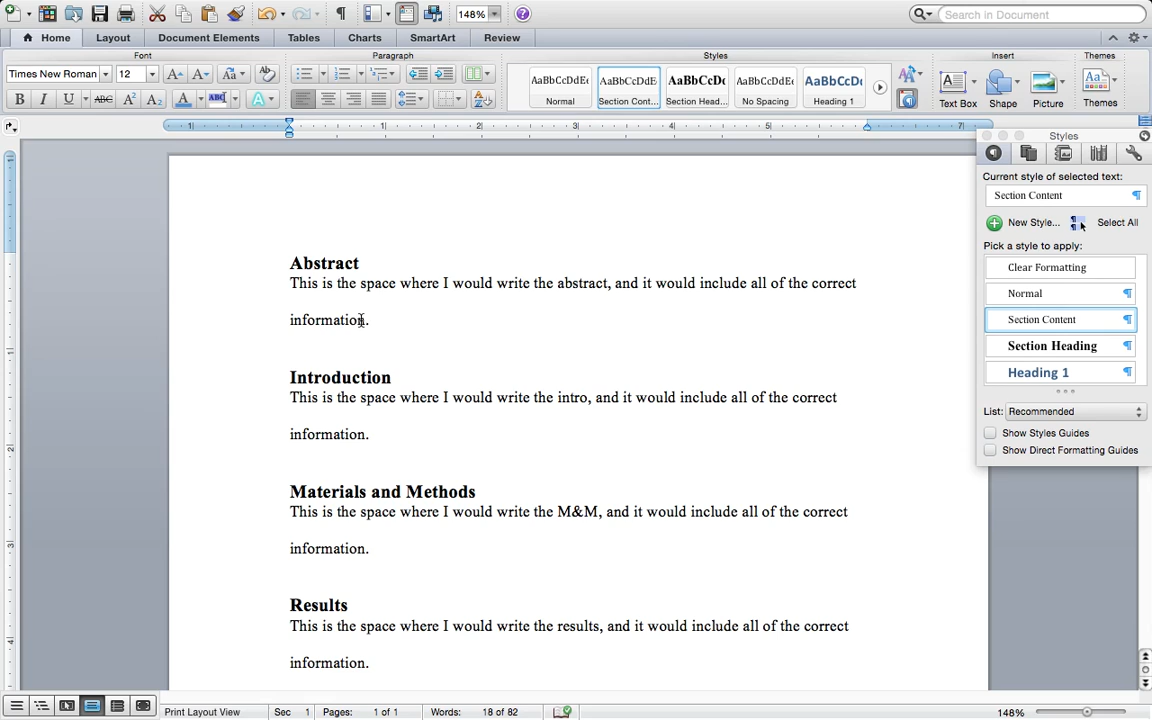 148%
Search in Document
Home Layout Document Elements Tables Charts SmartArt Review
Font Paragraph Styles Insert Themes
Times New Roman 12
AaBbCcDdEe AaBbCcDdE AaBbCcDc AaBbCcDdEe AaBbCcDc
Normal Section Cont... Section Head... No Spacing Heading 1
Text Box Shape Picture Themes
B I U ABC A² A₂ A ABC A
Styles
Current style of selected text:
Section Content
New Style... Select All
Pick a style to apply:
Clear Formatting
Normal
Section Content
Section Heading
Heading 1
List: Recommended
Show Styles Guides
Show Direct Formatting Guides
Abstract
This is the space where I would write the abstract, and it would include all of the correct
information.
Introduction
This is the space where I would write the intro, and it would include all of the correct
information.
Materials and Methods
This is the space where I would write the M&M, and it would include all of the correct
information.
Results
This is the space where I would write the results, and it would include all of the correct
information.
Print Layout View Sec 1 Pages: 1 of 1 Words: 18 of 82 148%